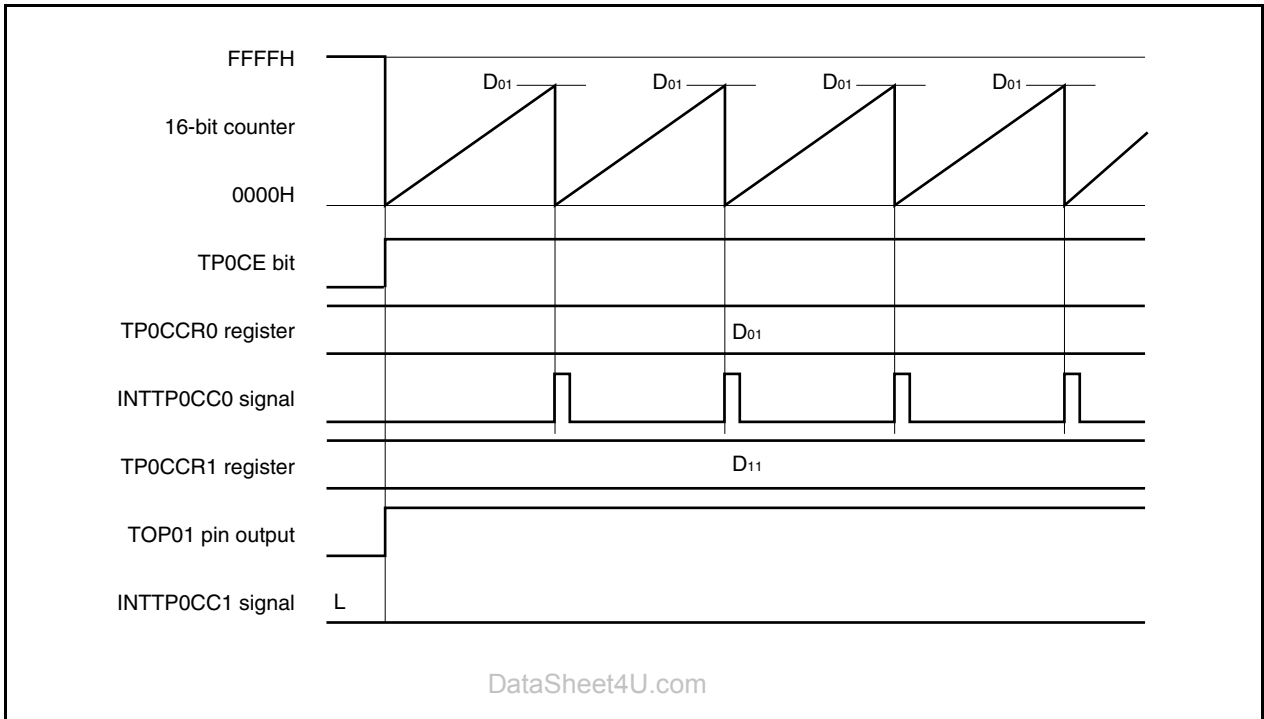 FFFFH
D01 D01 D01 D01
16-bit counter
0000H
TP0CE bit
TP0CCR0 register
D01
INTTP0CC0 signal
TP0CCR1 register
D11
TOP01 pin output
INTTP0CC1 signal
L
DataSheet4U.com